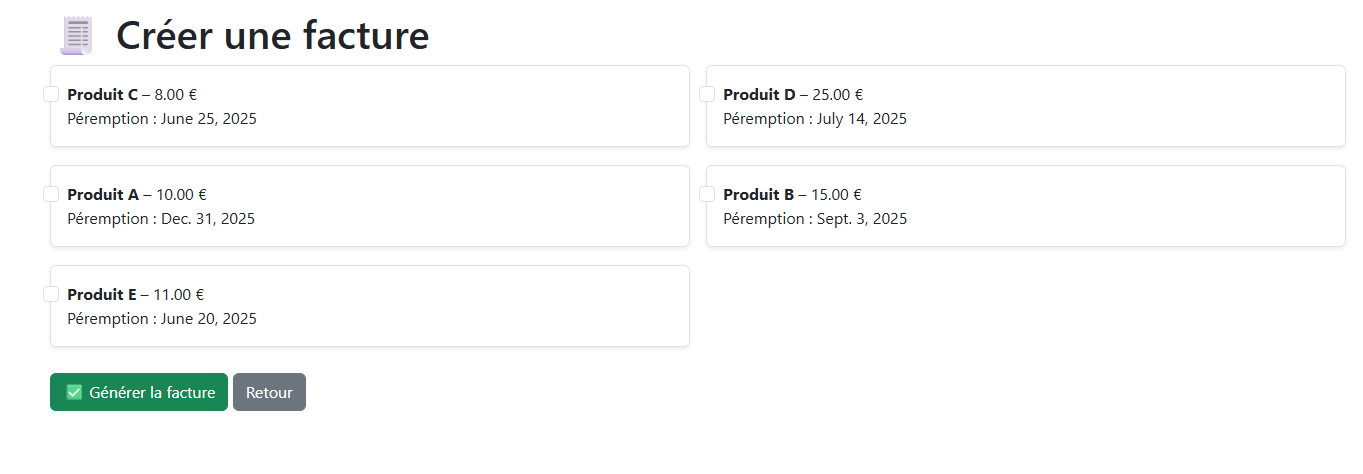 Créer une facture
Produit C – 8.00 €
Péremption : June 25, 2025
Produit D – 25.00 €
Péremption : July 14, 2025
Produit A – 10.00 €
Péremption : Dec. 31, 2025
Produit B – 15.00 €
Péremption : Sept. 3, 2025
Produit E – 11.00 €
Péremption : June 20, 2025
✅ Générer la facture
Retour